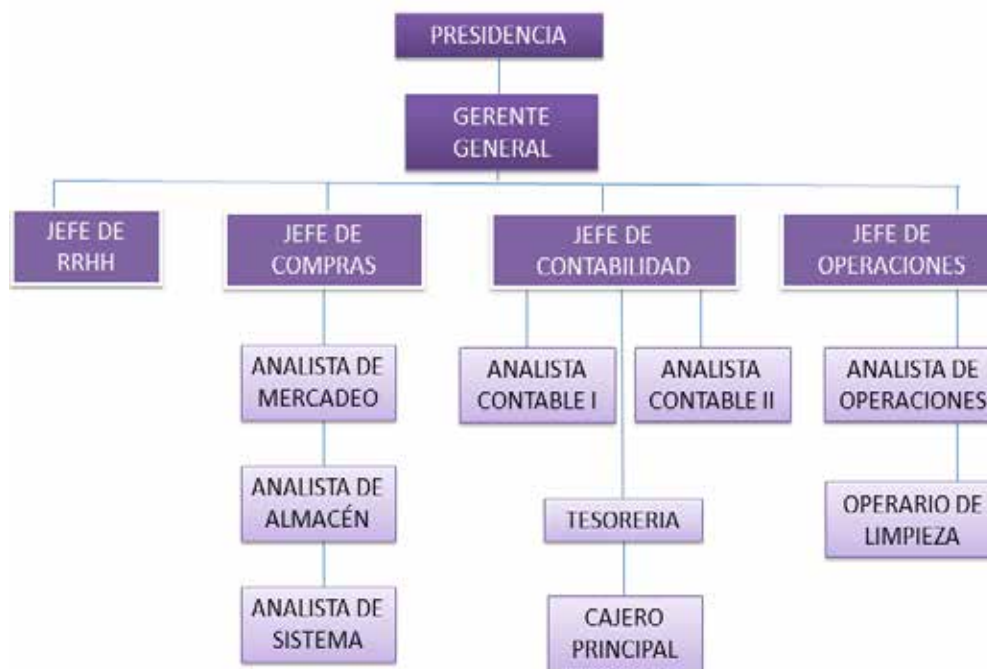 PRESIDENCIA
GERENTE
GENERAL
JEFE DE
RRHH
JEFE DE
COMPRAS
JEFE DE
CONTABILIDAD
JEFE DE
OPERACIONES
ANALISTA DE
MERCADEO
ANALISTA
CONTABLE I
ANALISTA
CONTABLE II
ANALISTA DE
OPERACIONES
ANALISTA DE
ALMACÉN
TESORERIA
OPERARIO DE
LIMPIEZA
ANALISTA DE
SISTEMA
CAJERO
PRINCIPAL